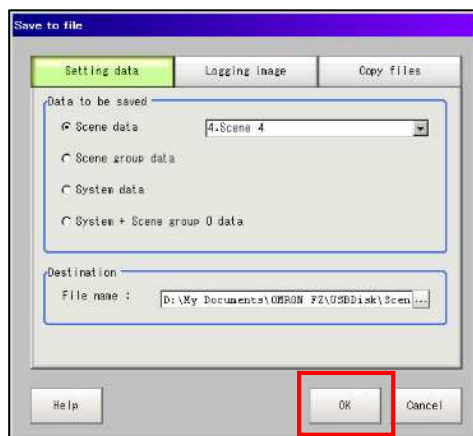 Save to file
Setting data Logging image Copy files
Data to be saved
Scene data 4.Scene 4
Scene group data
System data
System + Scene group 0 data
Destination
File name : D:\My Documents\OMRON FZ\USBDisk\Scen ...
Help OK Cancel